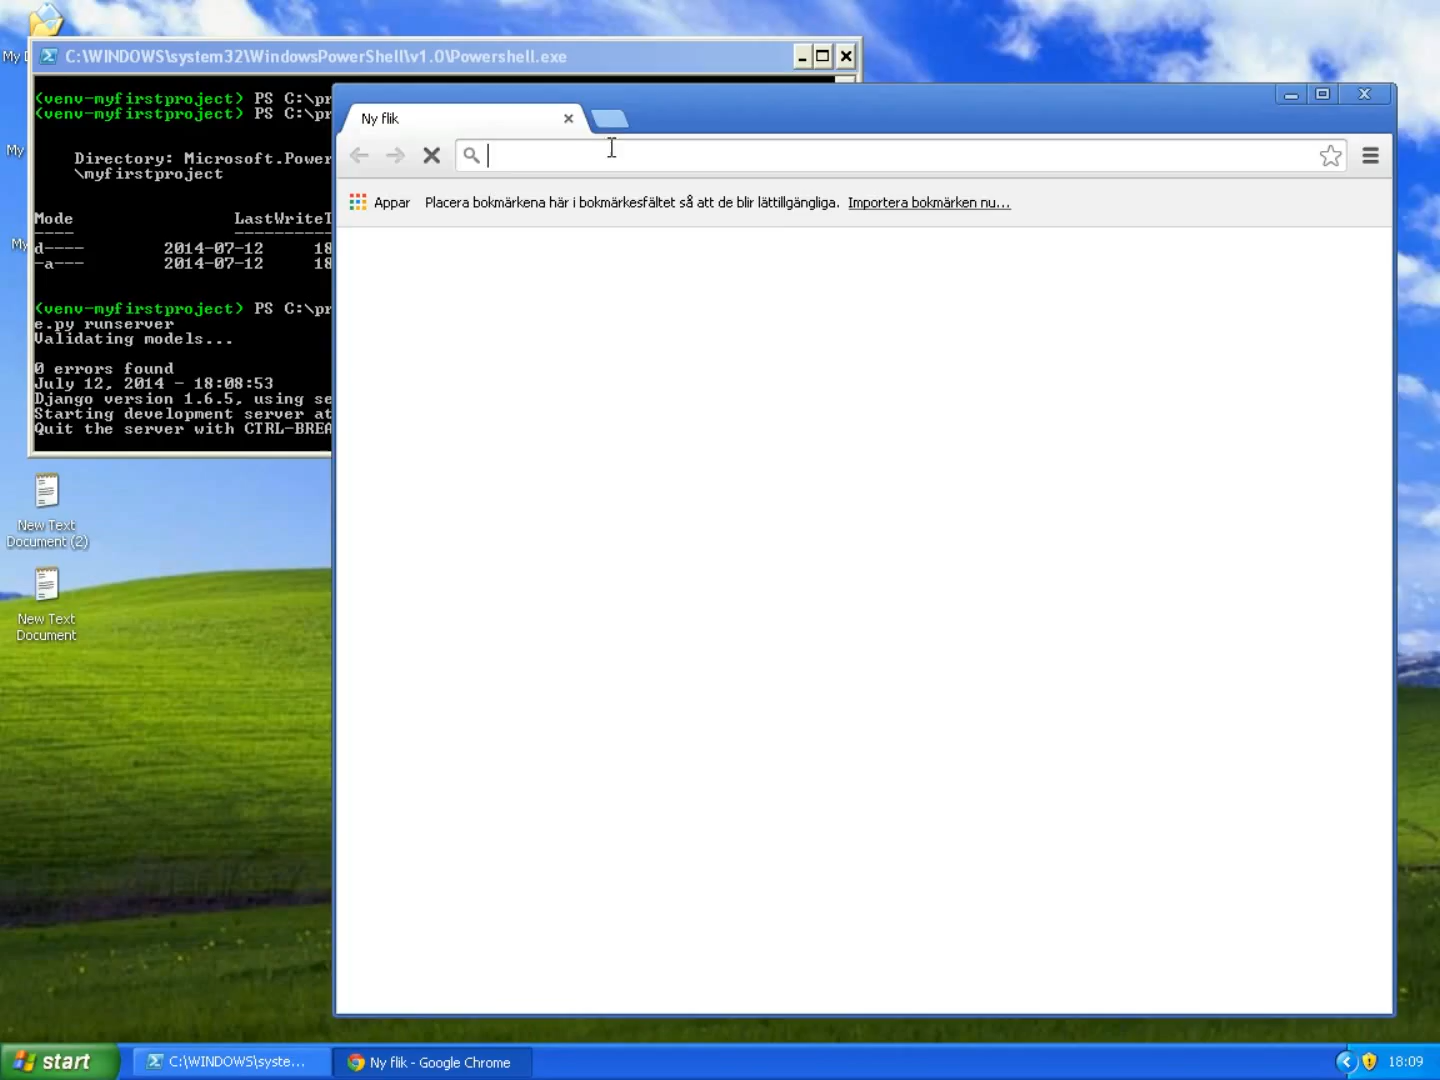 My
C:\WINDOWS\system32\WindowsPowerShell\v1.0\Powershell.exe
(venv-myfirstproject) PS C:\pr
(venv-myfirstproject) PS C:\pr
Directory: Microsoft.Power
\myfirstproject
Mode LastWriteT
---- ----------
d---- 2014-07-12 18
-a--- 2014-07-12 18
(venv-myfirstproject) PS C:\pr
e.py runserver
Validating models...
0 errors found
July 12, 2014 - 18:08:53
Django version 1.6.5, using se
Starting development server at
Quit the server with CTRL-BREA
My
My
New Text
Document (2)
New Text
Document
Ny flik
Appar Placera bokmärkena här i bokmärkesfältet så att de blir lättillgängliga. Importera bokmärken nu...
start
C:\WINDOWS\syste...
Ny flik - Google Chrome
18:09